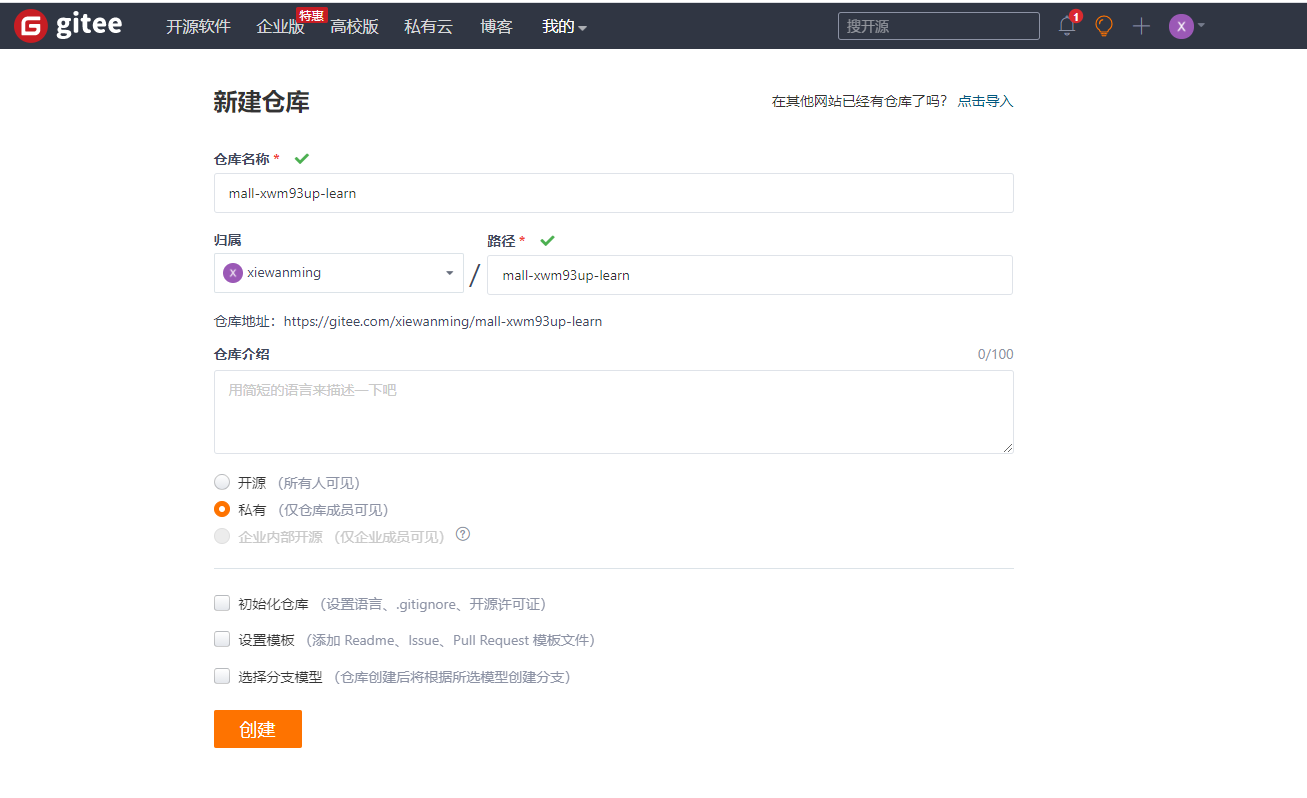 G gitee 开源软件 企业版 特惠 高校版 私有云 博客 我的 搜开源 1 X
新建仓库 在其他网站已经有仓库了吗? 点击导入
仓库名称 *
mall-xwm93up-learn
归属 路径 *
X xiewanming / mall-xwm93up-learn
仓库地址：https://gitee.com/xiewanming/mall-xwm93up-learn
仓库介绍 0/100
用简短的语言来描述一下吧
开源 （所有人可见）
私有 （仅仓库成员可见）
企业内部开源 （仅企业成员可见） ?
初始化仓库 （设置语言、.gitignore、开源许可证）
设置模板 （添加 Readme、Issue、Pull Request 模板文件）
选择分支模型 （仓库创建后将根据所选模型创建分支）
创建